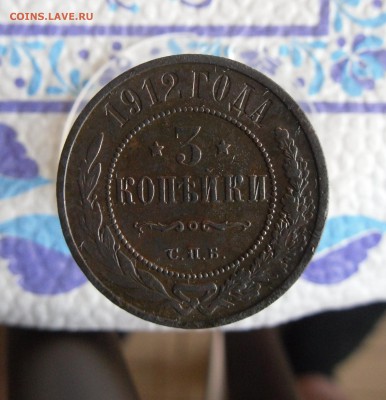 COINS.LAVE.RU
1912 ГОДА
3
КОПѢЙКИ
С.П.Б.